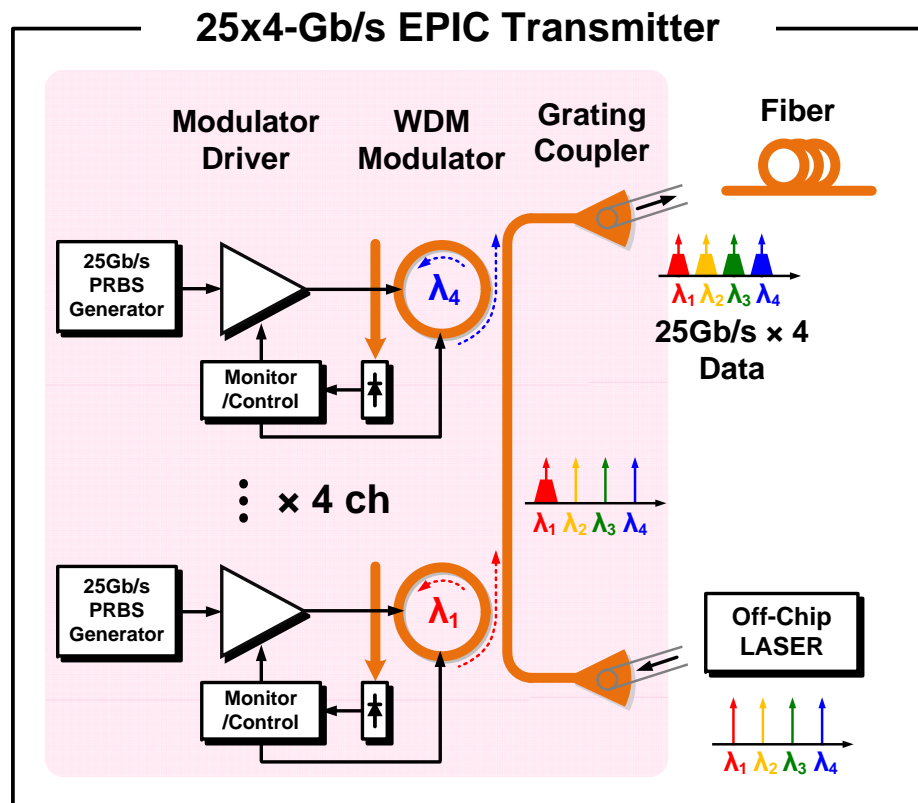 25x4-Gb/s EPIC Transmitter
Modulator
Driver
WDM
Modulator
Grating
Coupler
Fiber
25Gb/s
PRBS
Generator
λ4
λ1 λ2 λ3 λ4
25Gb/s × 4
Data
Monitor
/Control
× 4 ch
λ1 λ2 λ3 λ4
25Gb/s
PRBS
Generator
λ1
Off-Chip
LASER
Monitor
/Control
λ1 λ2 λ3 λ4